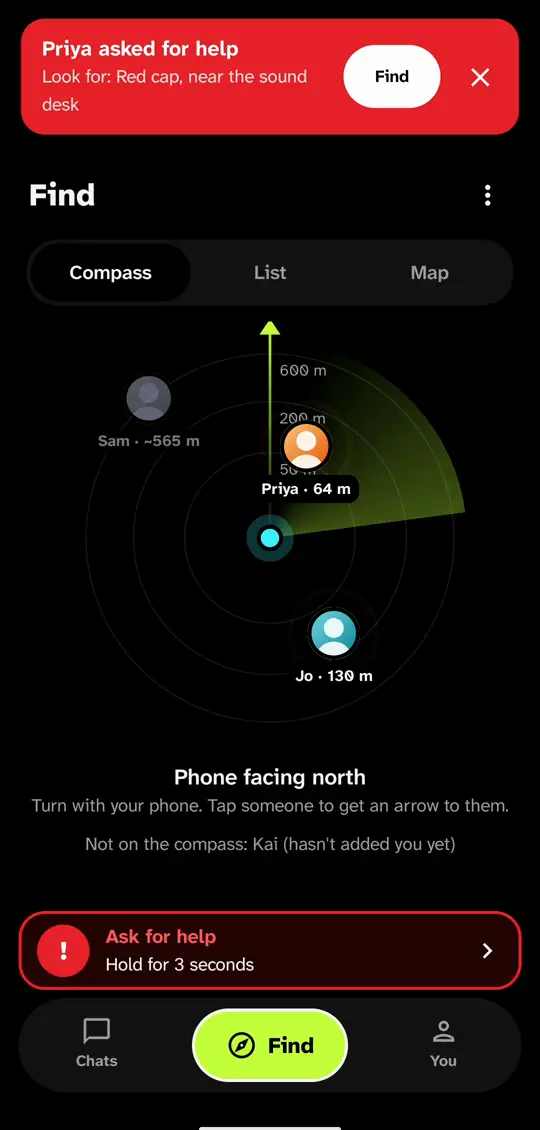 Priya asked for help
Look for: Red cap, near the sound
desk
Find
Find
Compass
List
Map
600 m
Sam · ~565 m
200 m
50
Priya · 64 m
Jo · 130 m
Phone facing north
Turn with your phone. Tap someone to get an arrow to them.
Not on the compass: Kai (hasn't added you yet)
!
Ask for help
Hold for 3 seconds
Chats
Find
You